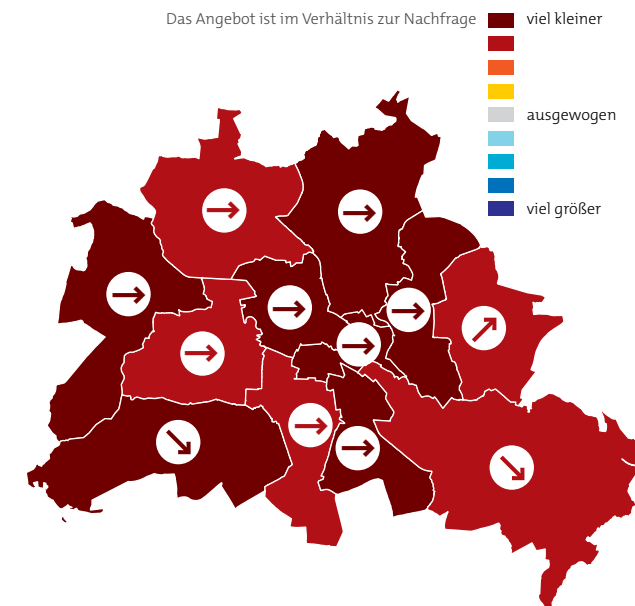 Das Angebot ist im Verhältnis zur Nachfrage viel kleiner
ausgewogen
viel größer